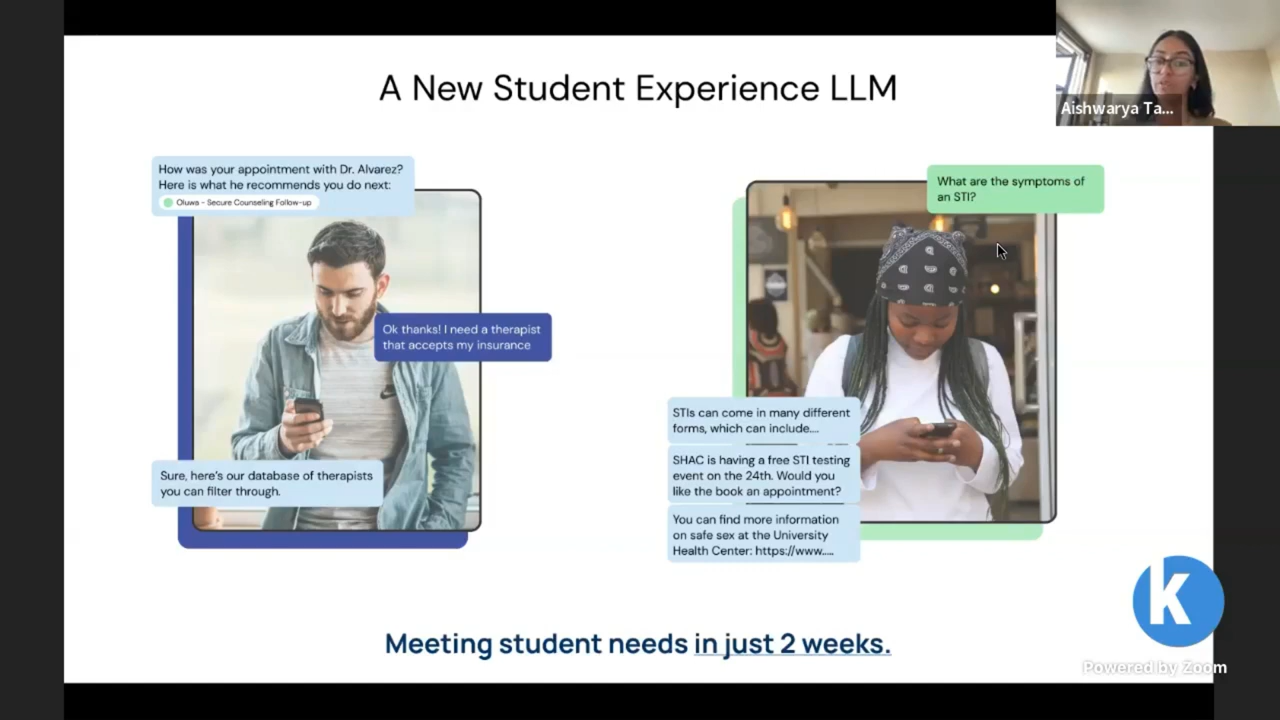 A New Student Experience LLM
Aishwarya Ta...
How was your appointment with Dr. Alvarez?
Here is what he recommends you do next:
Oluwa - Secure Counseling Follow-up
Ok thanks! I need a therapist
that accepts my insurance
Sure, here's our database of therapists
you can filter through.
What are the symptoms of
an STI?
STIs can come in many different
forms, which can include....
SHAC is having a free STI testing
event on the 24th. Would you
like the book an appointment?
You can find more information
on safe sex at the University
Health Center: https://www.....
Meeting student needs in just 2 weeks.
k
Powered by Zoom